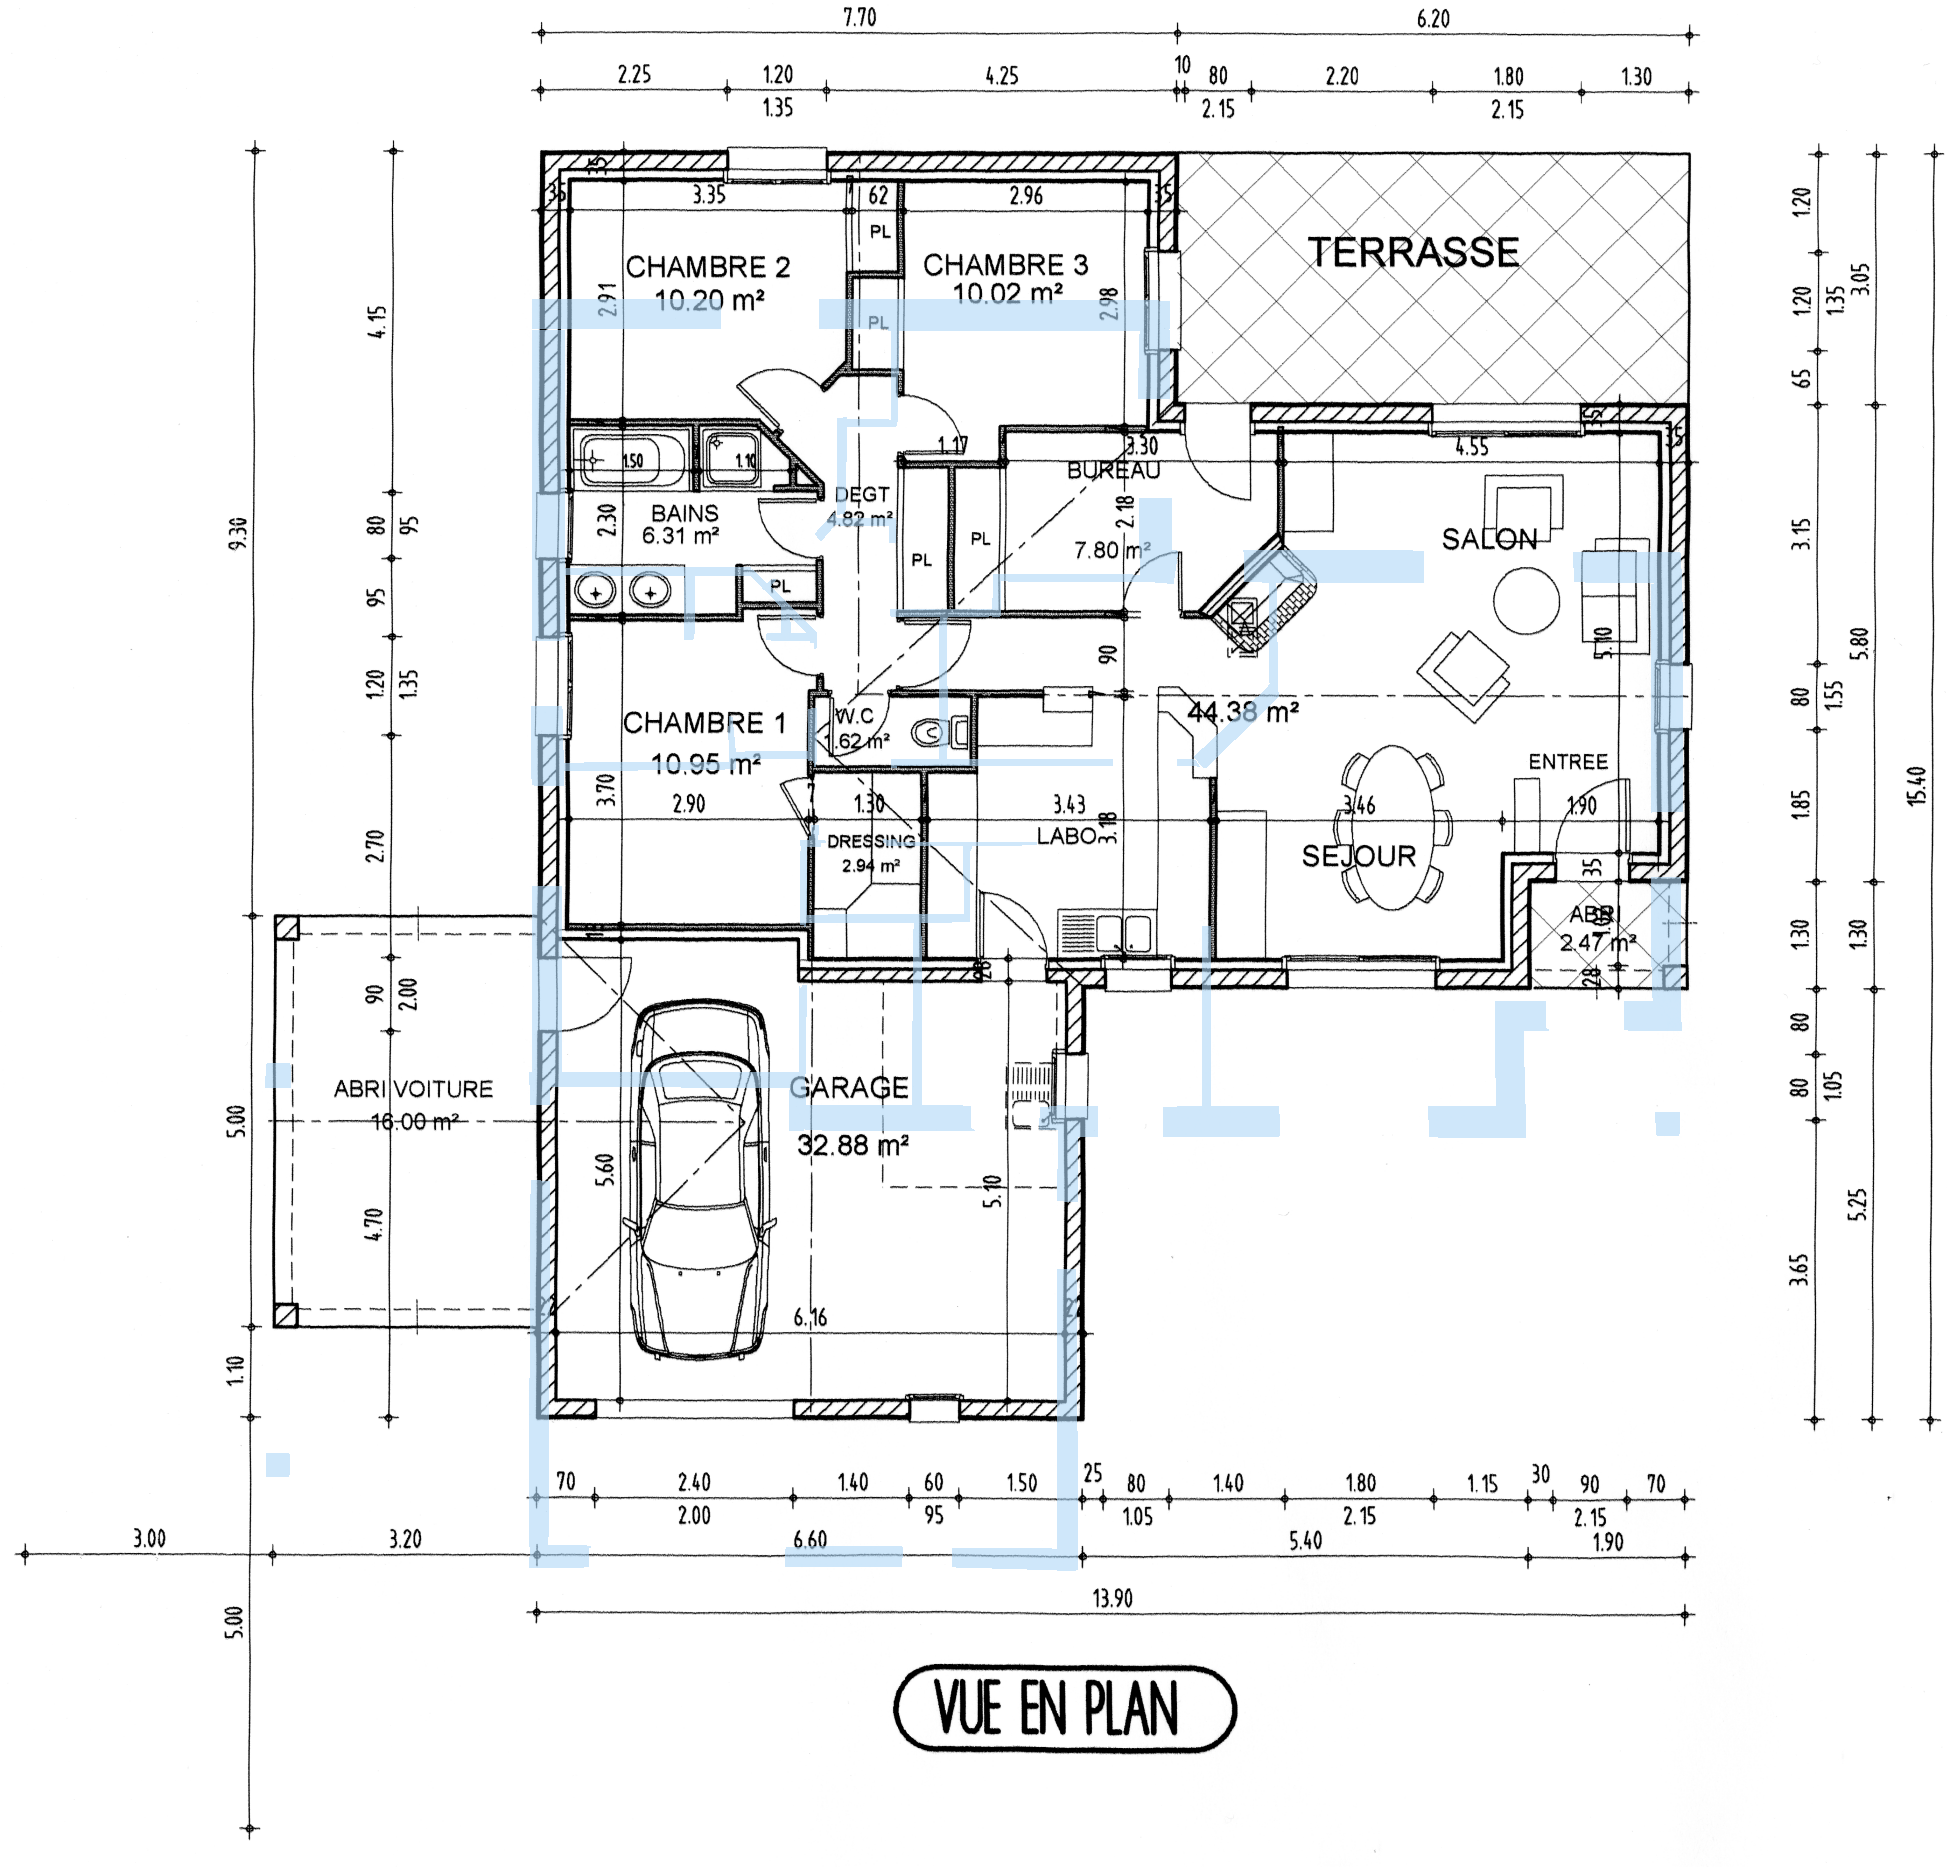 7.70 6.20
2.25 1.20 4.25 10 80 2.20 1.80 1.30
1.35 2.15 2.15
35
35 3.35 62 2.96 35
PL
CHAMBRE 2
10.20 m²
CHAMBRE 3
10.02 m²
TERRASSE
2.91
PL
2.98
1.20
1.20 1.35
65
3.05
4.15
9.30
80 95
95
1.20 1.35
2.70
1.17 3.30 4.55 35
35
BUREAU
7.80 m²
2.18
1.50 1.10
DEGT
4.82 m²
BAINS
6.31 m²
2.30
PL
PL
PL
SALON
5.10
3.15
80 1.55
1.85
5.80
15.40
90
CHAMBRE 1
10.95 m²
3.70
2.90
W.C
1.62 m²
44.38 m²
ENTREE
7 1.30 3.43 3.46 1.90
DRESSING
2.94 m²
LABO
3.18
SEJOUR
35
ABRI
2.47 m²
28
1.30
1.30
28
90 2.00
5.00
4.70
1.10
5.00
ABRI VOITURE
16.00 m²
GARAGE
32.88 m²
5.60
5.10
6.16
80
80 1.05
3.65
5.25
70 2.40 1.40 60 1.50 25 80 1.40 1.80 1.15 30 90 70
2.00 95 1.05 2.15 2.15
3.00 3.20 6.60 5.40 1.90
13.90
VUE EN PLAN